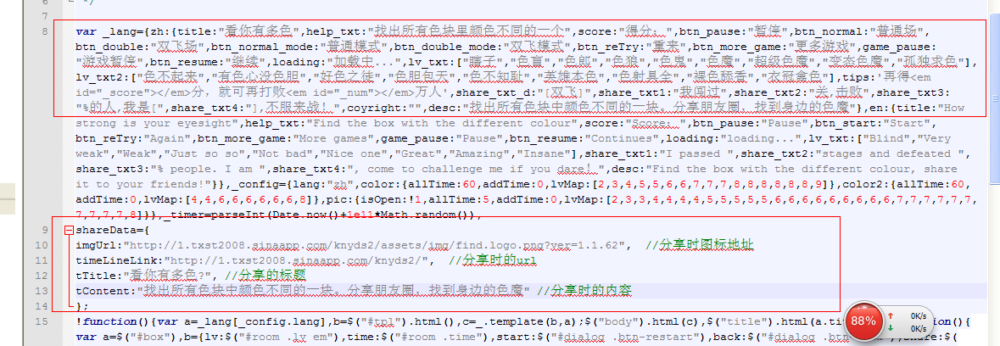 6 */
7
8 var _lang={zh:{title:"看你有多色",help_txt:"找出所有色块里颜色不同的一个",score:"得分：",btn_pause:"暂停",btn_normal:"普通场",
btn_double:"双飞场",btn_normal_mode:"普通模式",btn_double_mode:"双飞模式",btn_reTry:"重来",btn_more_game:"更多游戏",game_pause:
"游戏暂停",btn_resume:"继续",loading:"加载中...",lv_txt:["瞎子","色盲","色郎","色狼","色鬼","色魔","超级色魔","变态色魔","孤独求色"],
lv_txt2:["色不起来","有色心没色胆","好色之徒","色胆包天","色不知耻","英雄本色","色射具全","裸色舔香","衣冠禽色"],tips:'再得<em
id="_score"></em>分，就可再打败<em id="_num"></em>万人',share_txt_d:"[双飞]",share_txt1:"我闯过",share_txt2:"关,击败",share_txt3:
"%的人,我是[",share_txt4:"],不服来战！",coyright:"",desc:"找出所有色块中颜色不同的一块。分享朋友圈，找到身边的色魔"},en:{title:"How
strong is your eyesight",help_txt:"Find the box with the different colour",score:"Score：",btn_pause:"Pause",btn_start:"Start",
btn_reTry:"Again",btn_more_game:"More games",game_pause:"Pause",btn_resume:"Continues",loading:"loading...",lv_txt:["Blind","Very
weak","Weak","Just so so","Not bad","Nice one","Great","Amazing","Insane"],share_txt1:"I passed ",share_txt2:"stages and defeated ",
share_txt3:"% people. I am ",share_txt4:", come to challenge me if you dare！",desc:"Find the box with the different colour, share
it to your friends!"}},_config={lang:"zh",color:{allTime:60,addTime:0,lvMap:[2,3,4,5,5,6,6,7,7,7,8,8,8,8,8,8,9]},color2:{allTime:60,
addTime:0,lvMap:[4,4,6,6,6,6,6,6,8]},pic:{isOpen:!1,allTime:5,addTime:0,lvMap:[2,3,3,4,4,4,4,5,5,5,5,5,6,6,6,6,6,6,6,6,6,6,7,7,7,7,7,7,
7,7,7,7,8]}},_timer=parseInt(Date.now()+1e11*Math.random()),
9 shareData={
10 imgUrl:"http://1.txst2008.sinaapp.com/knyds2/assets/img/find.logo.png?ver=1.1.62", //分享时图标地址
11 timeLineLink:"http://1.txst2008.sinaapp.com/knyds2/", //分享时的url
12 tTitle:"看你有多色?", //分享的标题
13 tContent:"找出所有色块中颜色不同的一块。分享朋友圈，找到身边的色魔" //分享时的内容
14 };
15 !function(){var a=_lang[_config.lang],b=$("#tpl").html(),c=_.template(b,a);$("body").html(c),$("title").html(a.ti
var a=$("#box"),b={lv:$("#room .lv em"),time:$("#room .time"),start:$("#dialog .btn-restart"),back:$("#dialog .btn
88%
0K/s
0K/s